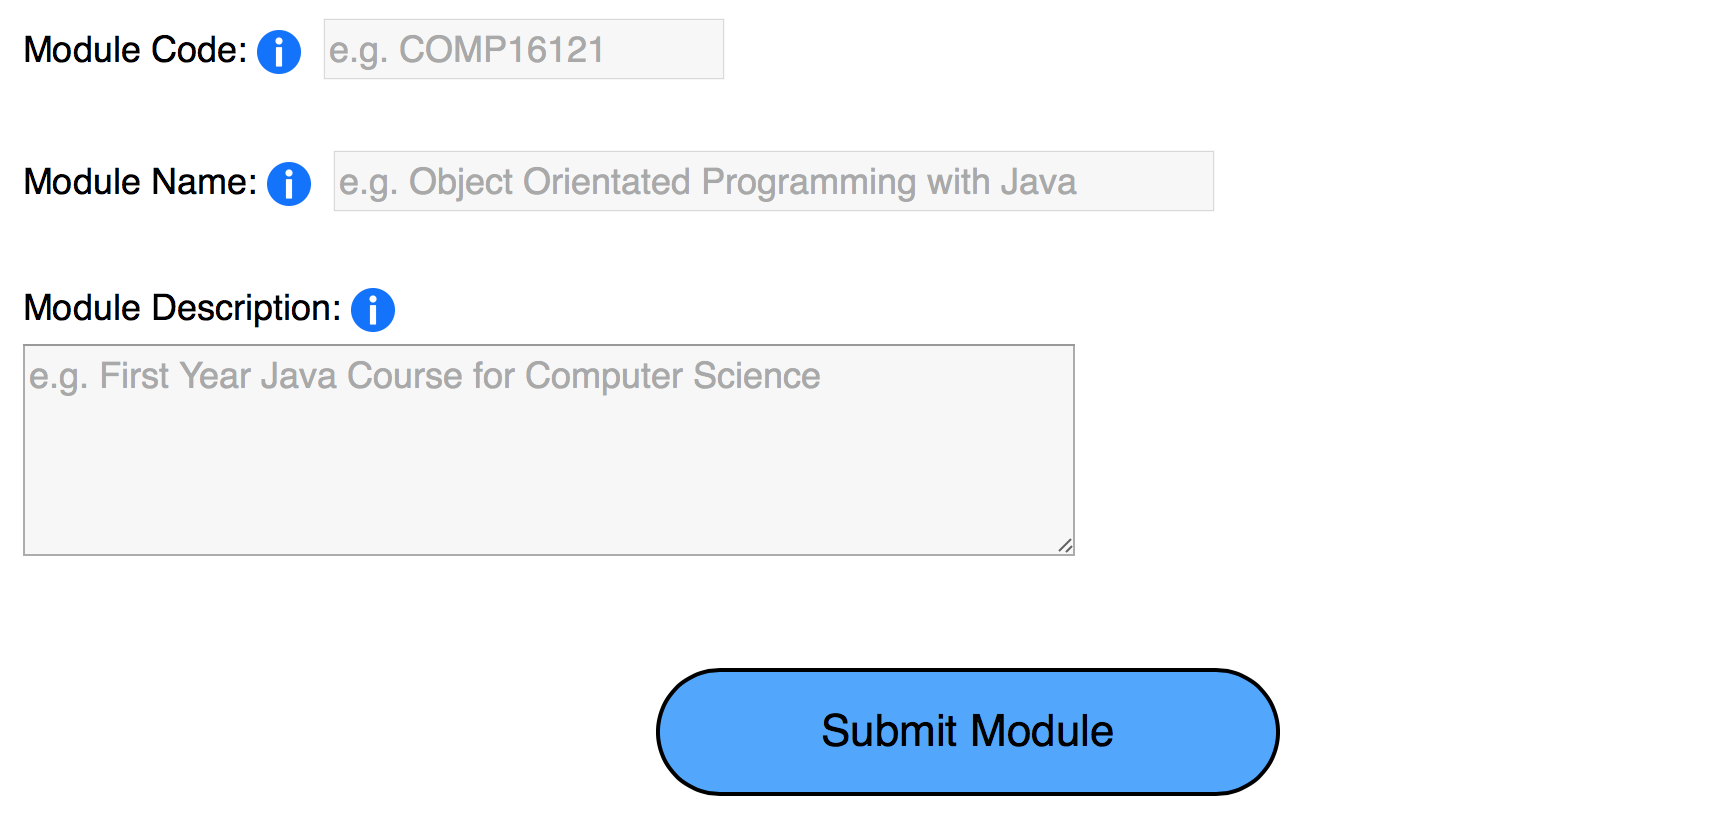 Module Code: i e.g. COMP16121
Module Name: i e.g. Object Orientated Programming with Java
Module Description: i
e.g. First Year Java Course for Computer Science
Submit Module